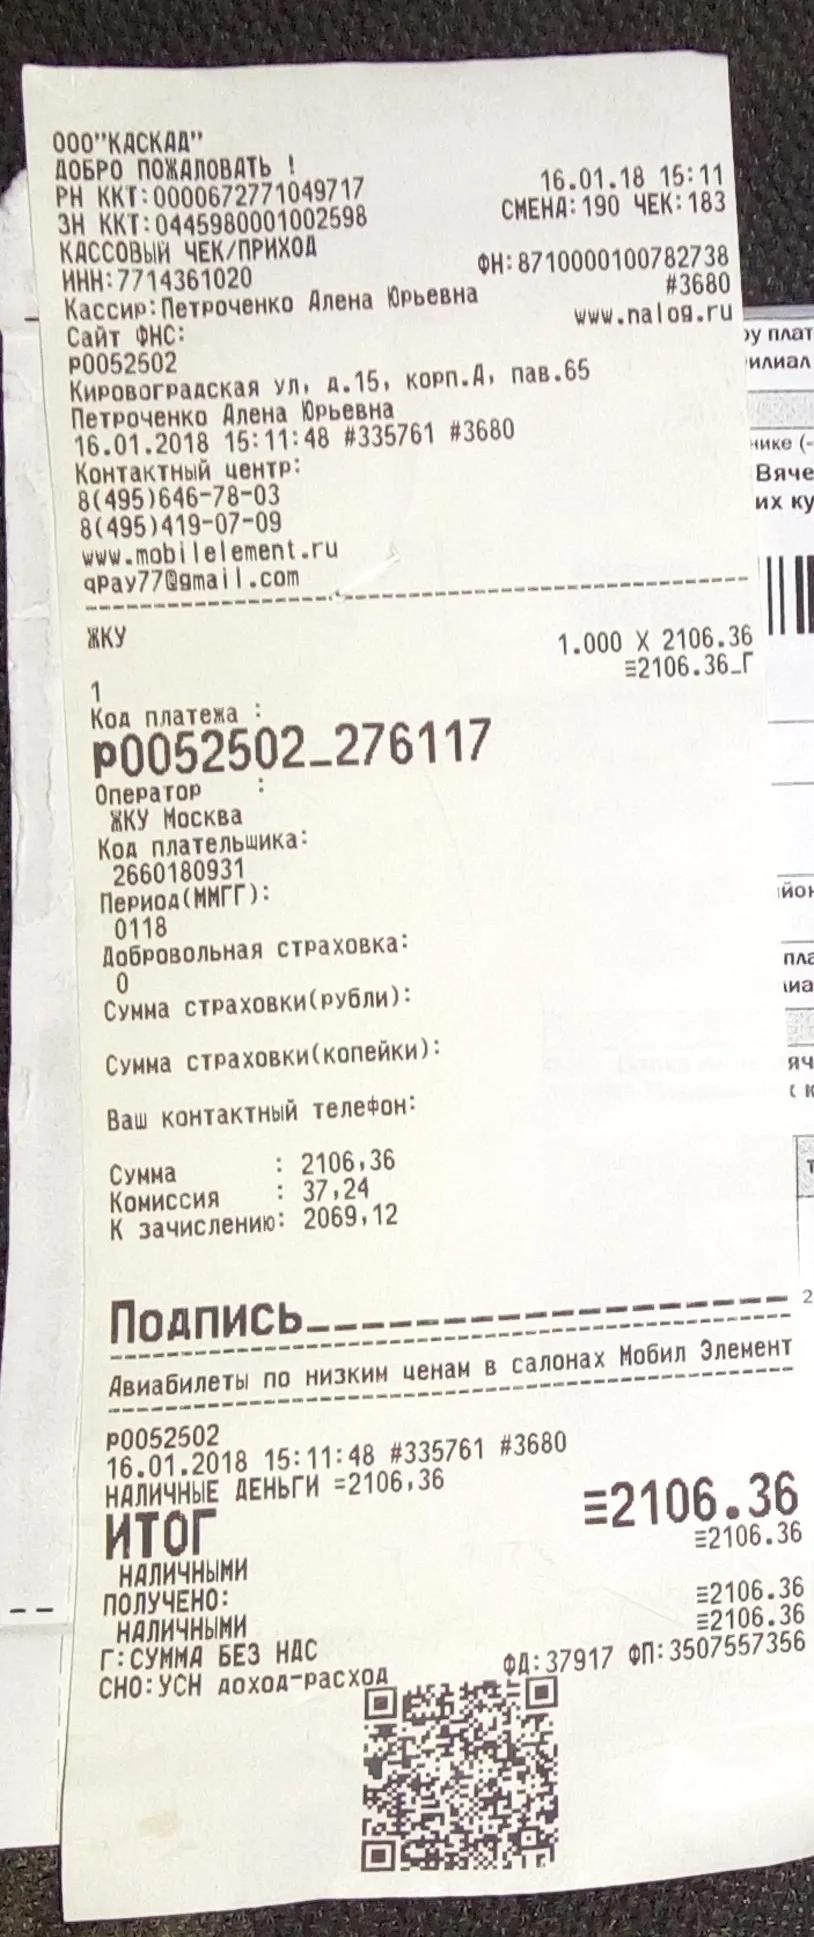 ООО"КАСКАД"
ДОБРО ПОЖАЛОВАТЬ !
РН ККТ:0000672771049717 16.01.18 15:11
ЗН ККТ:0445980001002598 СМЕНА:190 ЧЕК:183
КАССОВЫЙ ЧЕК/ПРИХОД
ИНН:7714361020 ФН:8710000100782738
Кассир:Петроченко Алена Юрьевна #3680
Сайт ФНС: www.nalog.ru
p0052502
Кировоградская ул, д.15, корп.А, пав.65
Петроченко Алена Юрьевна
16.01.2018 15:11:48 #335761 #3680
Контактный центр:
8(495)646-78-03
8(495)419-07-09
www.mobilelement.ru
qPay77@gmail.com
ЖКУ
1.000 X 2106.36
≡2106.36_Г
1
Код платежа :
p0052502_276117
Оператор :
ЖКУ Москва
Код плательшика:
2660180931
Период(ММГГ):
0118
Добровольная страховка:
0
Сумма страховки(рубли):
Сумма страховки(копейки):
Ваш контактный телефон:
Сумма : 2106,36
Комиссия : 37,24
К зачислению: 2069,12
Подпись_________________
Авиабилеты по низким ценам в салонах Мобил Элемент
p0052502
16.01.2018 15:11:48 #335761 #3680
НАЛИЧНЫЕ ДЕНЬГИ =2106,36
ИТОГ ≡2106.36
НАЛИЧНЫМИ ≡2106.36
ПОЛУЧЕНО:
НАЛИЧНЫМИ ≡2106.36
Г:СУММА БЕЗ НДС ≡2106.36
СНО:УСН доход-расход ФД:37917 ФП:3507557356
Вяче
их ку